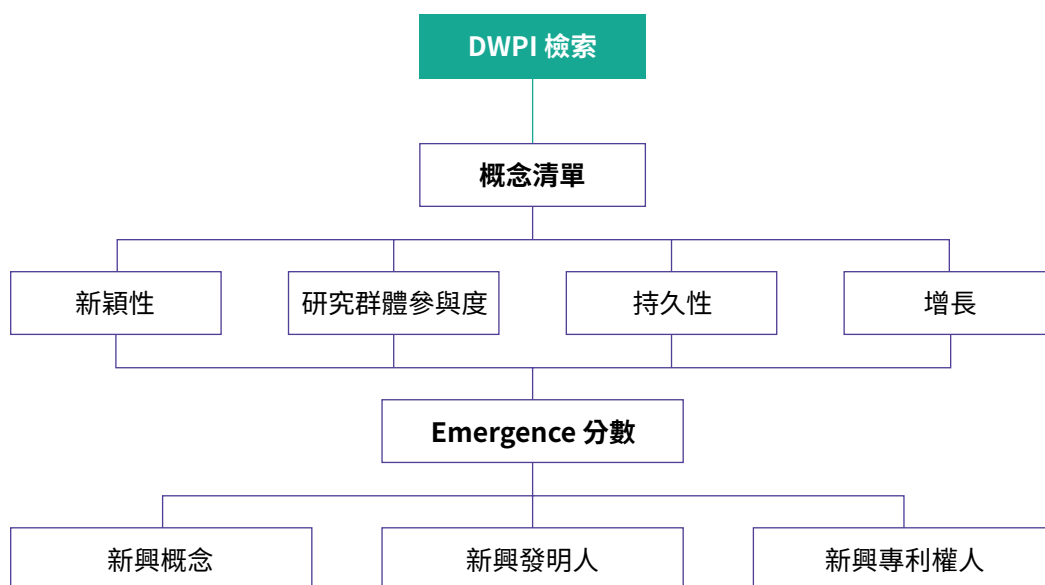 DWPI 檢索
概念清單
新穎性
研究群體參與度
持久性
增長
Emergence 分數
新興概念
新興發明人
新興專利權人